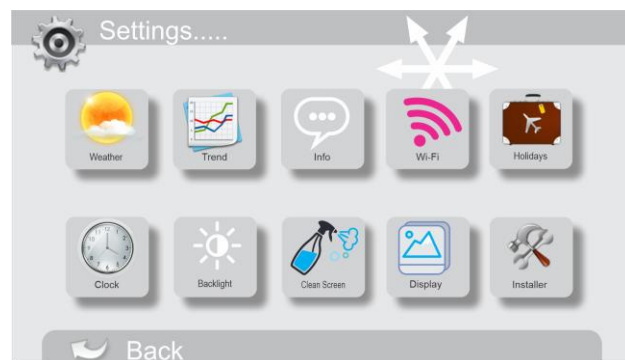 Settings.....
Weather Trend Info Wi-Fi Holidays
Clock Backlight Clean Screen Display Installer
Back